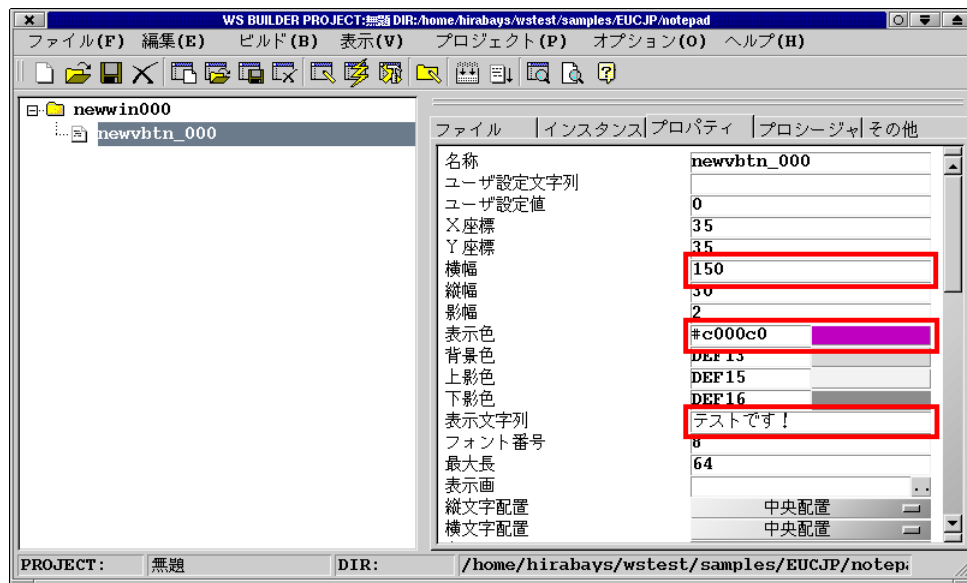 WS BUILDER PROJECT:無題 DIR:/home/hirabays/wstest/samples/EUCJP/notepad
ファイル(F) 編集(E) ビルド(B) 表示(V) プロジェクト(P) オプション(O) ヘルプ(H)
newwin000
newvbtn_000
ファイル インスタンス プロパティ プロシージャ その他
名称 newvbtn_000
ユーザ設定文字列
ユーザ設定値 0
X座標 35
Y座標 35
横幅 150
縦幅 30
影幅 2
表示色 #c000c0
背景色 DEF13
上影色 DEF15
下影色 DEF16
表示文字列 テストです!
フォント番号 8
最大長 64
表示画 ..
縦文字配置 中央配置
横文字配置 中央配置
PROJECT: 無題 DIR: /home/hirabays/wstest/samples/EUCJP/notep